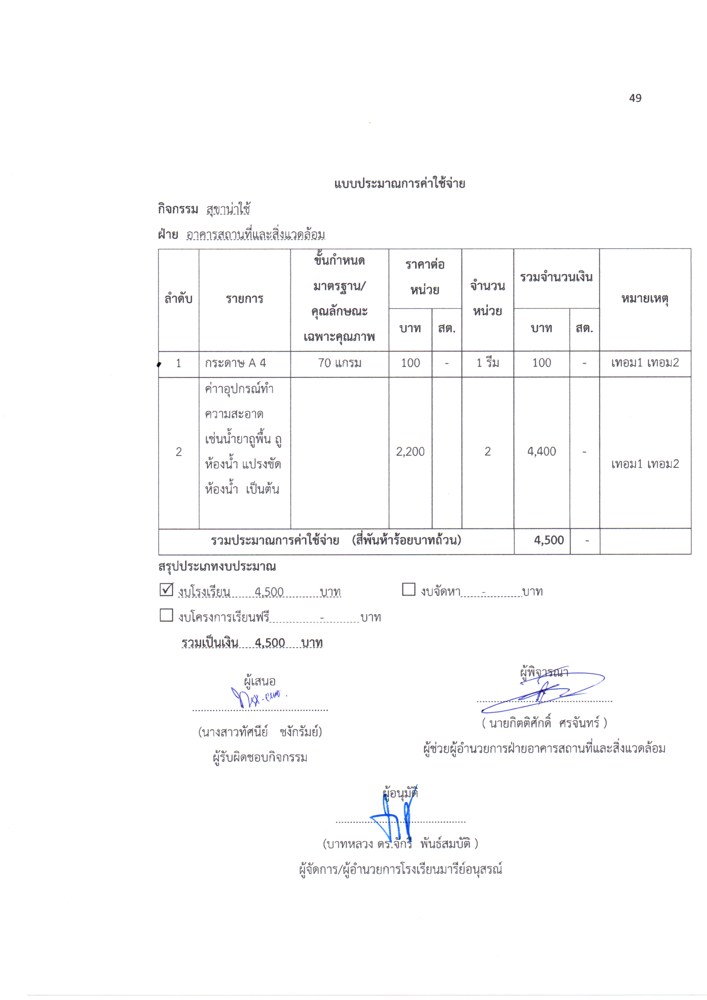 49
แบบประมาณการค่าใช้จ่าย
กิจกรรม สุขาน่าใช้
ฝ่าย อาคารสถานที่และสิ่งแวดล้อม
ลำดับ รายการ ขั้นกำหนด มาตรฐาน/ คุณลักษณะ เฉพาะคุณภาพ ราคาต่อ หน่วย จำนวน หน่วย รวมจำนวนเงิน หมายเหตุ
บาท สต. บาท สต.
1 กระดาษ A 4 70 แกรม 100 - 1 รีม 100 - เทอม1 เทอม2
2 ค่าาอุปกรณ์ทำ
ความสะอาด
เช่นน้ำยาถูพื้น ถู
ห้องน้ำ แปรงขัด
ห้องน้ำ เป็นต้น
2,200 2 4,400 - เทอม1 เทอม2
รวมประมาณการค่าใช้จ่าย (สี่พันห้าร้อยบาทถ้วน) 4,500 -
สรุปประเภทงบประมาณ
งบโรงเรียน 4,500 บาท งบจัดหา - บาท
งบโครงการเรียนฟรี - บาท
รวมเป็นเงิน 4,500 บาท
ผู้เสนอ ผู้พิจารณา
(นางสาวทัศนีย์ ชงักรัมย์) ( นายกิตติศักดิ์ ศรจันทร์ )
ผู้รับผิดชอบกิจกรรม ผู้ช่วยผู้อำนวยการฝ่ายอาคารสถานที่และสิ่งแวดล้อม
ผู้อนุมัติ
(บาทหลวง ดร.จักรี พันธ์สมบัติ )
ผู้จัดการ/ผู้อำนวยการโรงเรียนมารีย์อนุสรณ์